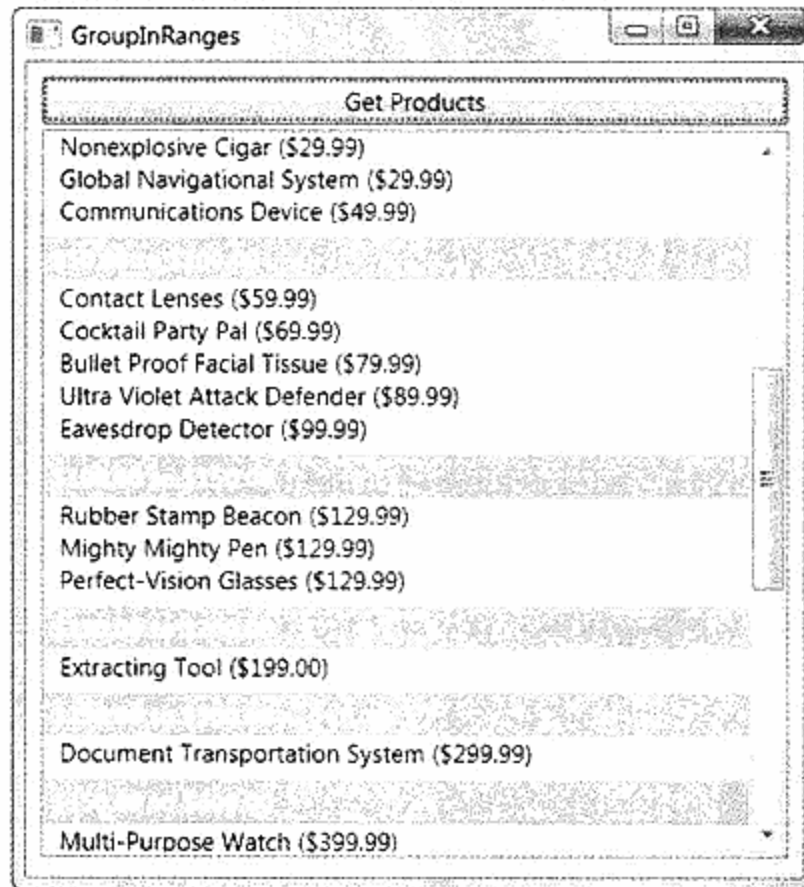 GroupInRanges
Get Products
Nonexplosive Cigar ($29.99)
Global Navigational System ($29.99)
Communications Device ($49.99)
Contact Lenses ($59.99)
Cocktail Party Pal ($69.99)
Bullet Proof Facial Tissue ($79.99)
Ultra Violet Attack Defender ($89.99)
Eavesdrop Detector ($99.99)
Rubber Stamp Beacon ($129.99)
Mighty Mighty Pen ($129.99)
Perfect-Vision Glasses ($129.99)
Extracting Tool ($199.00)
Document Transportation System ($299.99)
Multi-Purpose Watch ($399.99)